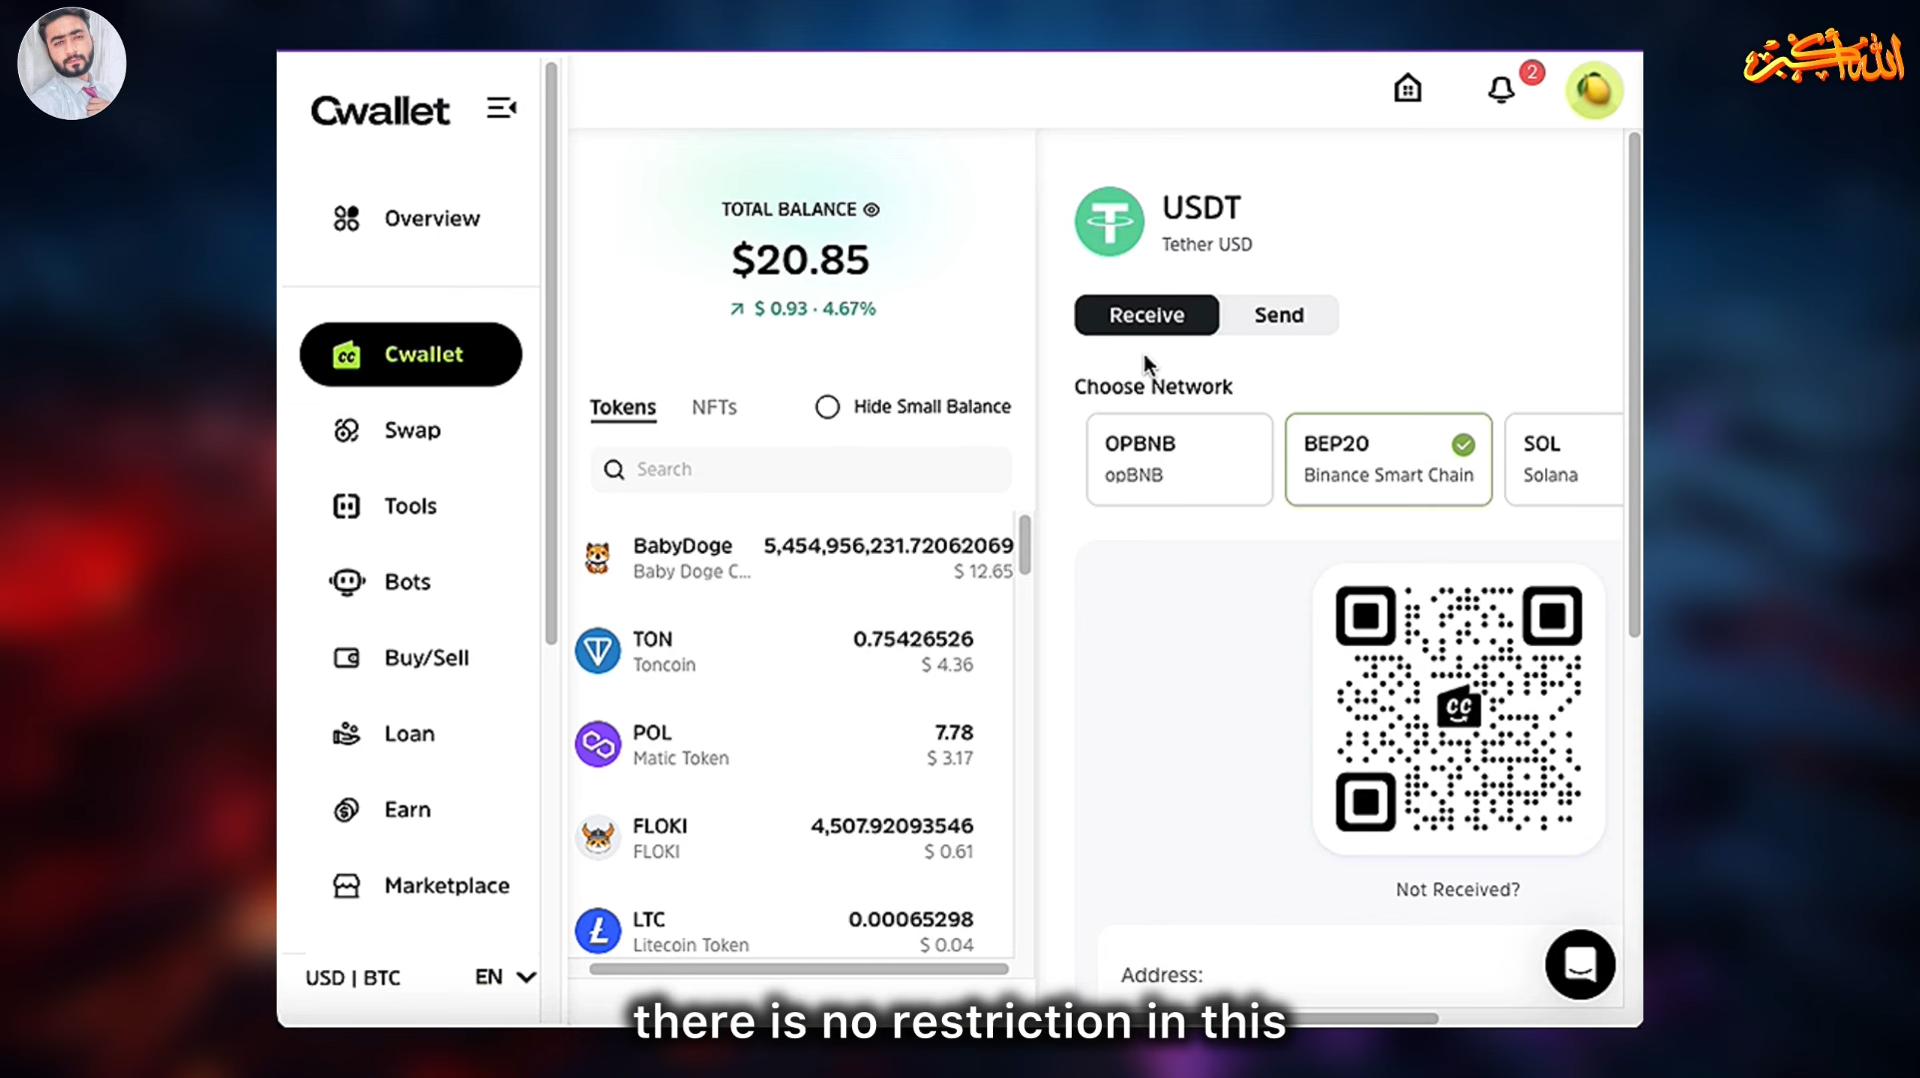 الله أكبر
Cwallet
2
Overview
Cwallet
Swap
Tools
Bots
Buy/Sell
Loan
Earn
Marketplace
USD | BTC
EN
TOTAL BALANCE
$20.85
$ 0.93 · 4.67%
Tokens
NFTs
Hide Small Balance
Search
BabyDoge 5,454,956,231.72062069
Baby Doge C... $ 12.65
TON 0.75426526
Toncoin $ 4.36
POL 7.78
Matic Token $ 3.17
FLOKI 4,507.92093546
FLOKI $ 0.61
LTC 0.00065298
Litecoin Token $ 0.04
USDT
Tether USD
Receive
Send
Choose Network
OPBNB
opBNB
BEP20
Binance Smart Chain
SOL
Solana
CC
Not Received?
Address:
there is no restriction in this